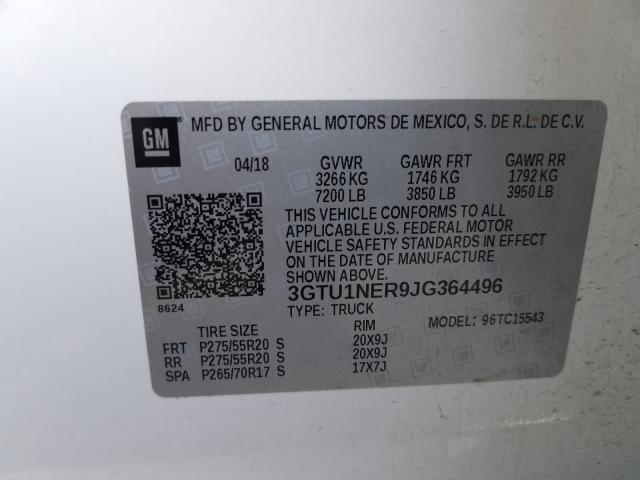 GM
MFD BY GENERAL MOTORS DE MEXICO, S. DE R.L. DE C.V.
04/18 GVWR GAWR FRT GAWR RR
3266 KG 1746 KG 1792 KG
7200 LB 3850 LB 3950 LB
THIS VEHICLE CONFORMS TO ALL
APPLICABLE U.S. FEDERAL MOTOR
VEHICLE SAFETY STANDARDS IN EFFECT
ON THE DATE OF MANUFACTURE
SHOWN ABOVE.
8624 3GTU1NER9JG364496
TYPE: TRUCK MODEL: 96TC15543
TIRE SIZE RIM
FRT P275/55R20 S 20X9J
RR P275/55R20 S 20X9J
SPA P265/70R17 S 17X7J